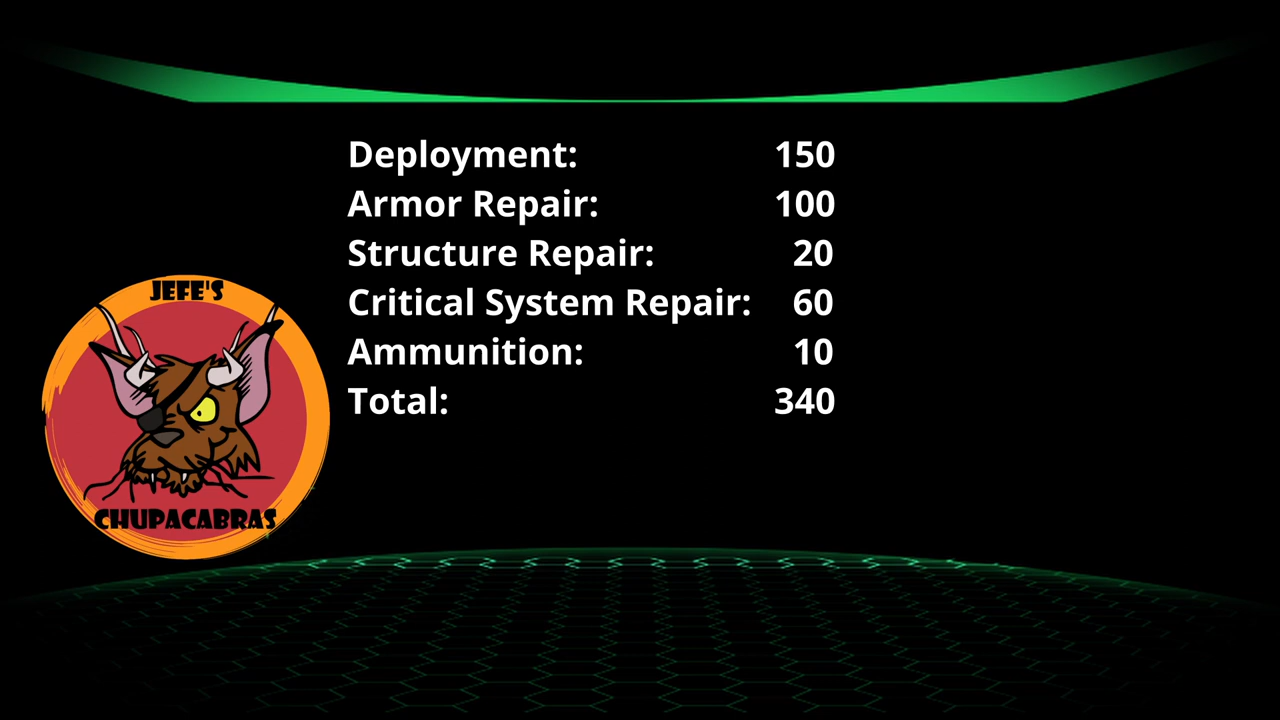 Deployment: 150
Armor Repair: 100
Structure Repair: 20
Critical System Repair: 60
Ammunition: 10
Total: 340
JEFE'S
CHUPACABRAS